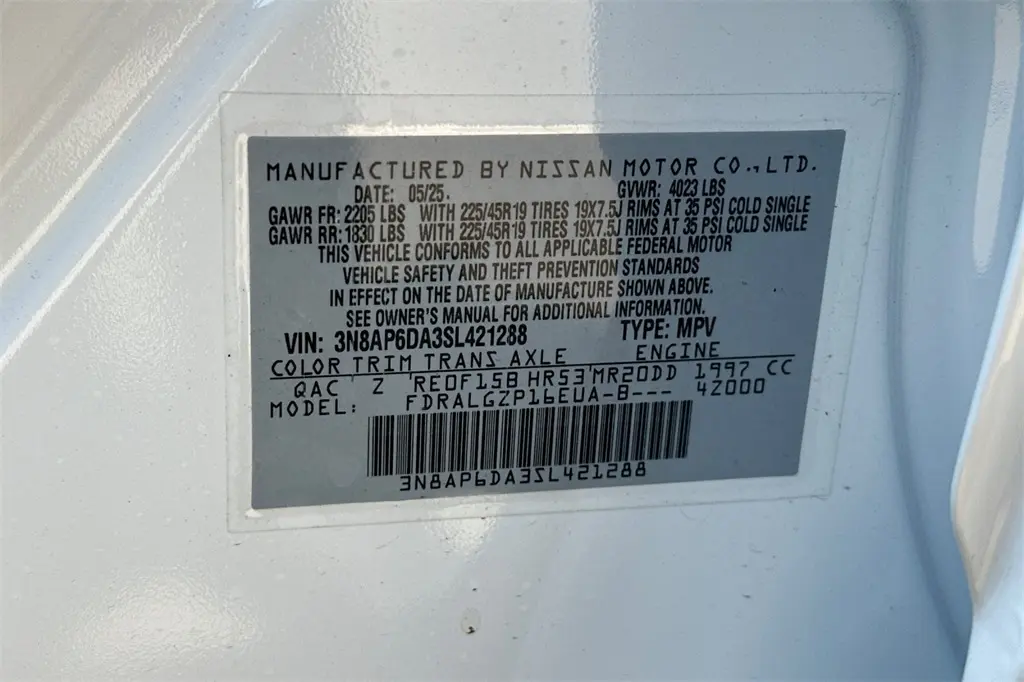 MANUFACTURED BY NISSAN MOTOR CO.,LTD.
DATE: 05/25. GVWR: 4023 LBS
GAWR FR: 2205 LBS WITH 225/45R19 TIRES 19X7.5J RIMS AT 35 PSI COLD SINGLE
GAWR RR: 1830 LBS WITH 225/45R19 TIRES 19X7.5J RIMS AT 35 PSI COLD SINGLE
THIS VEHICLE CONFORMS TO ALL APPLICABLE FEDERAL MOTOR
VEHICLE SAFETY AND THEFT PREVENTION STANDARDS
IN EFFECT ON THE DATE OF MANUFACTURE SHOWN ABOVE.
SEE OWNER'S MANUAL FOR ADDITIONAL INFORMATION.
VIN: 3N8AP6DA3SL421288 TYPE: MPV
COLOR TRIM TRANS AXLE ENGINE
QAC Z RE0F15B HR53 MR20DD 1997 CC
MODEL: FDRALGZP16EUA-B--- 4Z000
3N8AP6DA3SL421288